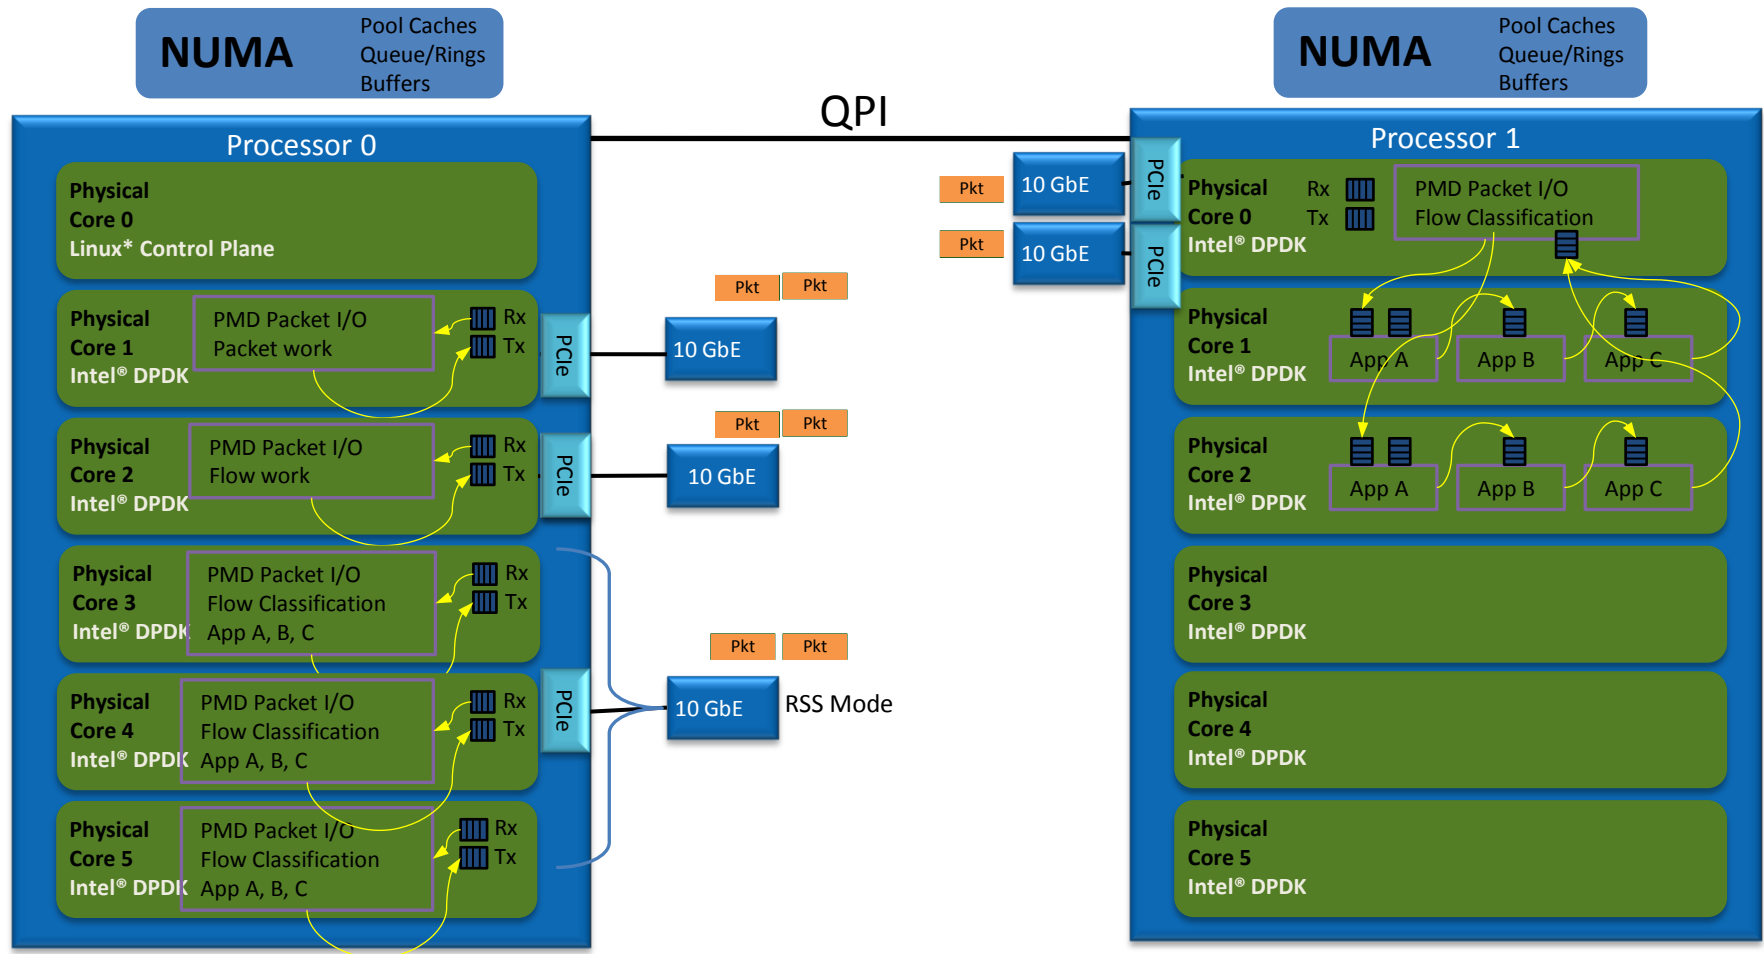 NUMA
Pool Caches
Queue/Rings
Buffers
NUMA
Pool Caches
Queue/Rings
Buffers
QPI
Processor 0
Physical
Core 0
Linux* Control Plane
Physical
Core 1
Intel® DPDK
PMD Packet I/O
Packet work
Rx
Tx
PCIe
10 GbE
Pkt
Pkt
Physical
Core 2
Intel® DPDK
PMD Packet I/O
Flow work
Rx
Tx
PCIe
10 GbE
Pkt
Pkt
Physical
Core 3
Intel® DPDK
PMD Packet I/O
Flow Classification
App A, B, C
Rx
Tx
Physical
Core 4
Intel® DPDK
PMD Packet I/O
Flow Classification
App A, B, C
Rx
Tx
PCIe
10 GbE
Pkt
Pkt
RSS Mode
Physical
Core 5
Intel® DPDK
PMD Packet I/O
Flow Classification
App A, B, C
Rx
Tx
Processor 1
Pkt
10 GbE
PCIe
Pkt
10 GbE
PCIe
Physical
Core 0
Intel® DPDK
Rx
Tx
PMD Packet I/O
Flow Classification
Physical
Core 1
Intel® DPDK
App A
App B
App C
Physical
Core 2
Intel® DPDK
App A
App B
App C
Physical
Core 3
Intel® DPDK
Physical
Core 4
Intel® DPDK
Physical
Core 5
Intel® DPDK